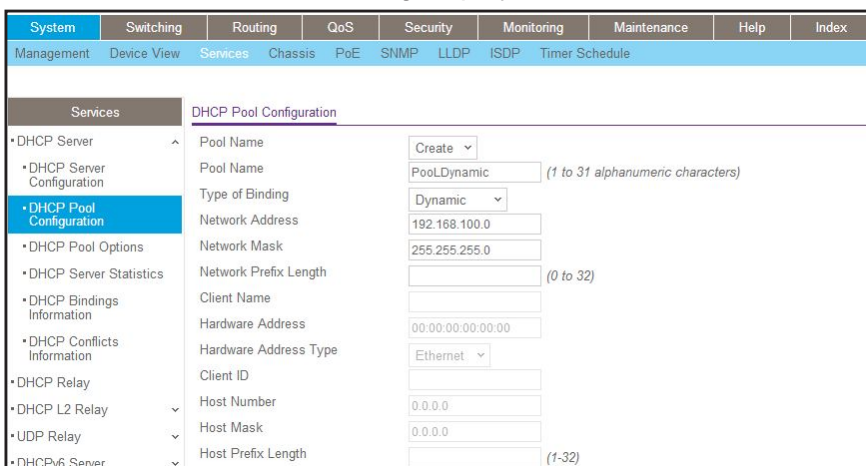 System Switching Routing QoS Security Monitoring Maintenance Help Index
Management Device View Services Chassis PoE SNMP LLDP ISDP Timer Schedule
Services
DHCP Server
DHCP Server
Configuration
DHCP Pool
Configuration
DHCP Pool Options
DHCP Server Statistics
DHCP Bindings
Information
DHCP Conflicts
Information
DHCP Relay
DHCP L2 Relay
UDP Relay
DHCPv6 Server
DHCP Pool Configuration
Pool Name Create
Pool Name PooLDynamic (1 to 31 alphanumeric characters)
Type of Binding Dynamic
Network Address 192.168.100.0
Network Mask 255.255.255.0
Network Prefix Length (0 to 32)
Client Name
Hardware Address 00:00:00:00:00:00
Hardware Address Type Ethernet
Client ID
Host Number 0.0.0.0
Host Mask 0.0.0.0
Host Prefix Length (1-32)